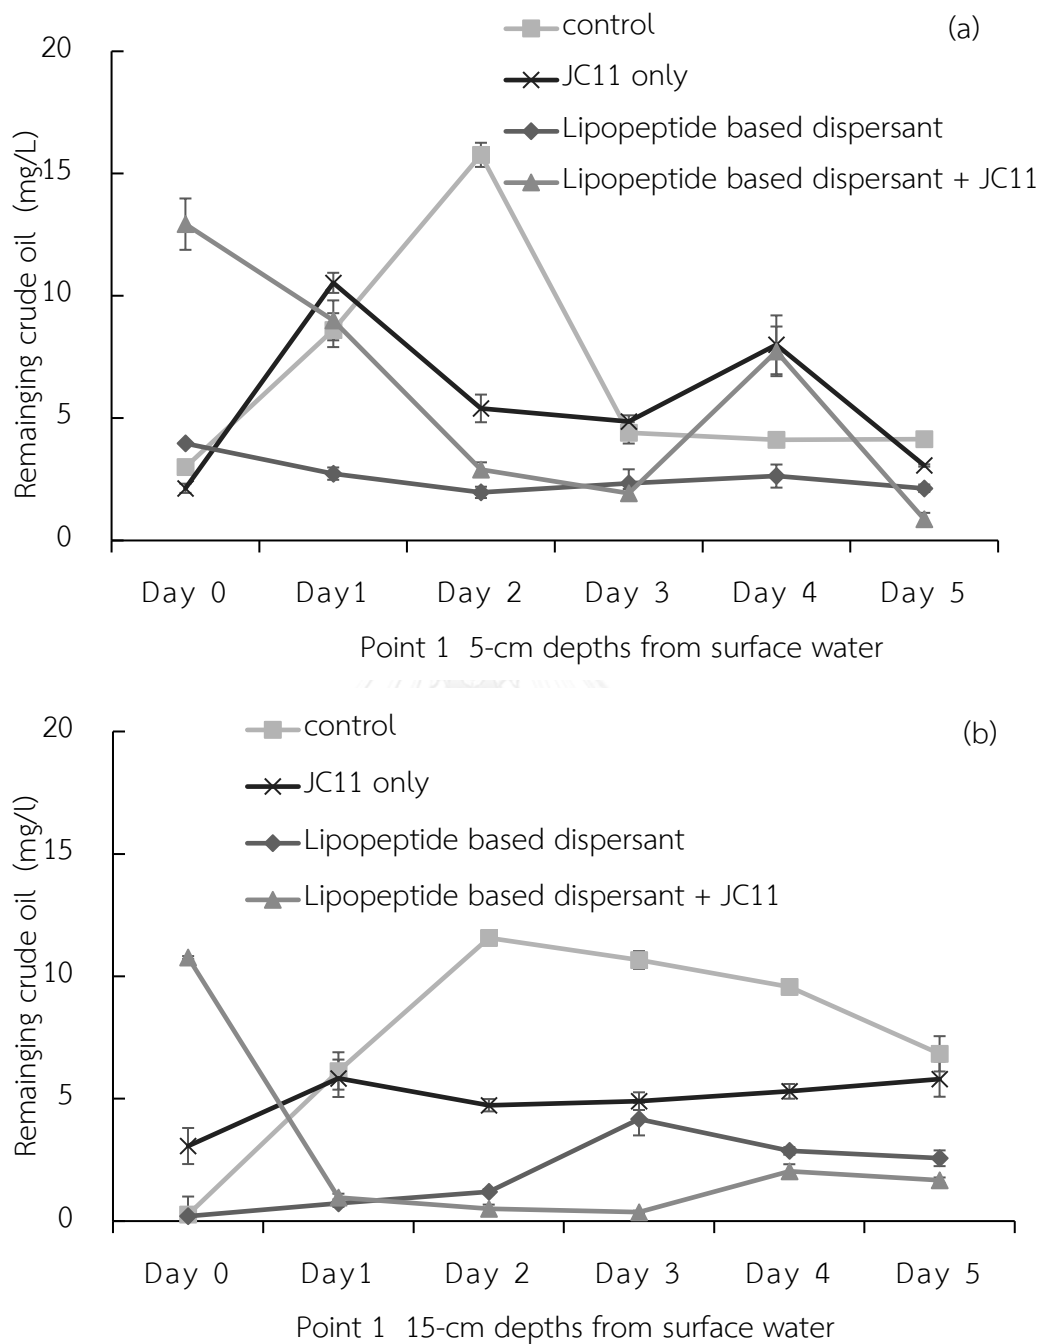 (a)
control
JC11 only
Lipopeptide based dispersant
Lipopeptide based dispersant + JC11
Remainging crude oil (mg/L)
20
15
10
5
0
Day 0 Day1 Day 2 Day 3 Day 4 Day 5
Point 1 5-cm depths from surface water
(b)
control
JC11 only
Lipopeptide based dispersant
Lipopeptide based dispersant + JC11
Remainging crude oil (mg/l)
20
15
10
5
0
Day 0 Day1 Day 2 Day 3 Day 4 Day 5
Point 1 15-cm depths from surface water